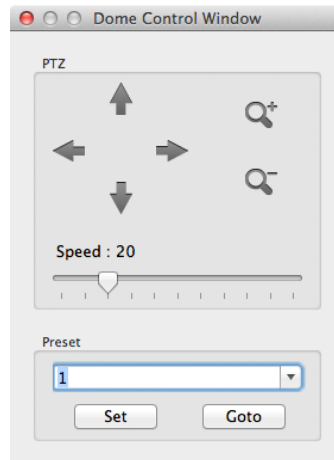 Dome Control Window
PTZ
Speed : 20
Preset
1
Set Goto